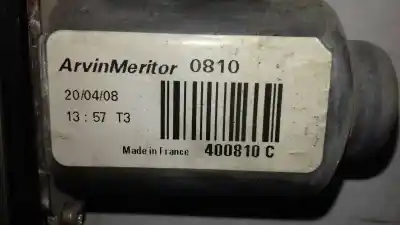 ArvinMeritor 0810
20/04/08
13 : 57 T3
Made in France 400810 C